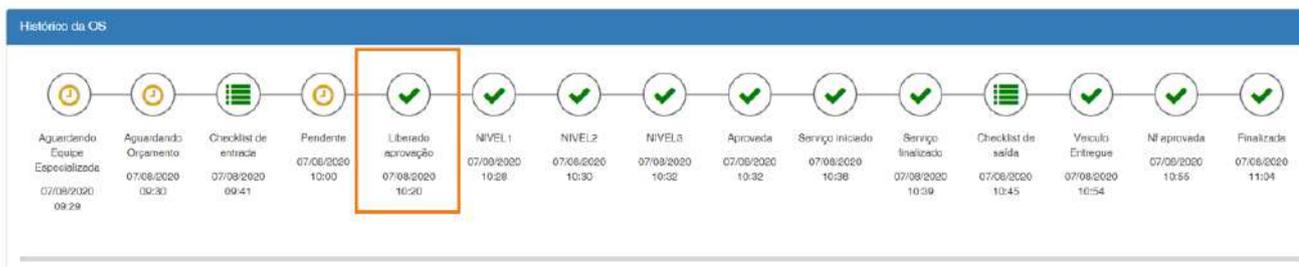 Histórico da OS
Aguardando
Equipe
Especializada
07/08/2020
09:29
Aguardando
Orçamento
07/08/2020
09:30
Checklist de
entrada
07/08/2020
09:41
Pendente
07/08/2020
10:00
Liberado
aprovação
07/08/2020
10:20
NIVEL1
07/08/2020
10:28
NIVEL2
07/08/2020
10:30
NIVEL3
07/08/2020
10:32
Aprovada
07/08/2020
10:32
Serviço iniciado
07/08/2020
10:38
Serviço
finalizado
07/08/2020
10:39
Checklist de
saída
07/08/2020
10:45
Veiculo
Entregue
07/08/2020
10:54
Nf aprovada
07/08/2020
10:55
Finalizada
07/08/2020
11:04